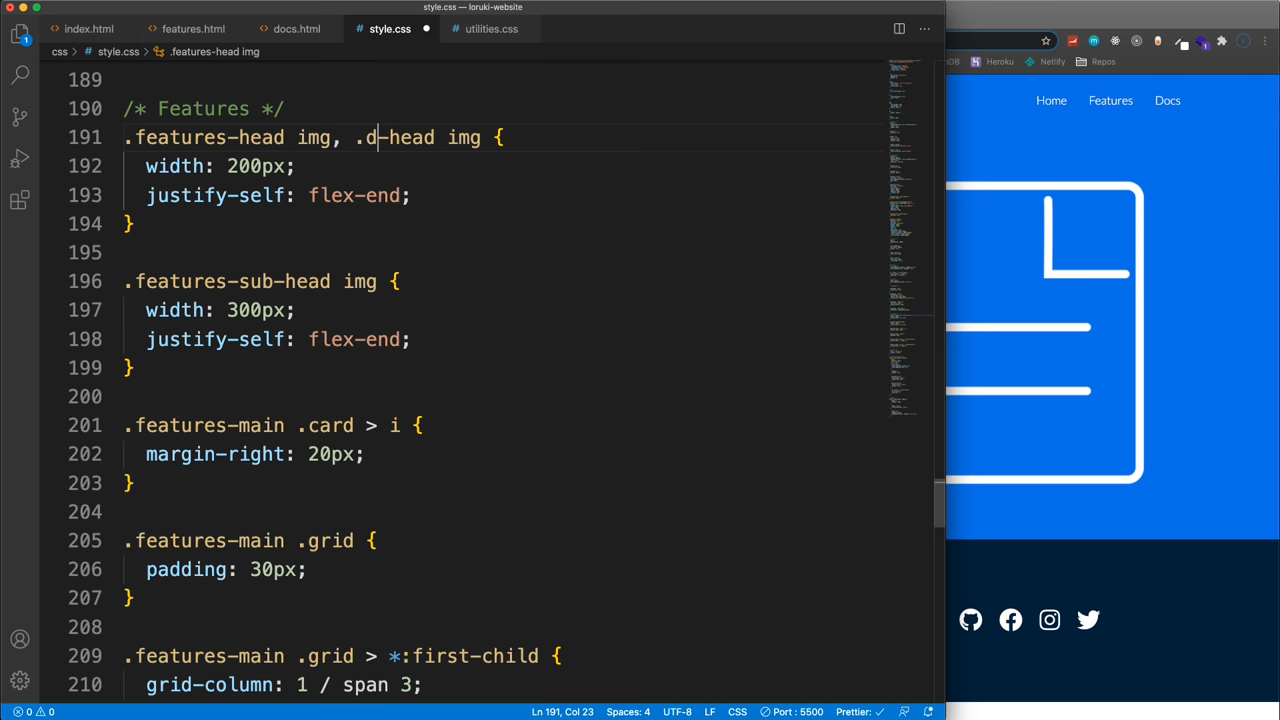 style.css — loruki-website
index.html
features.html
docs.html
style.css
utilities.css
css > # style.css > .features-head img
DB
Heroku
Netlify
Repos
Home
Features
Docs
189
190 /* Features */
191 .features-head img, d-head img {
192 width: 200px;
193 justify-self: flex-end;
194 }
195
196 .features-sub-head img {
197 width: 300px;
198 justify-self: flex-end;
199 }
200
201 .features-main .card > i {
202 margin-right: 20px;
203 }
204
205 .features-main .grid {
206 padding: 30px;
207 }
208
209 .features-main .grid > *:first-child {
210 grid-column: 1 / span 3;
0 0 Ln 191, Col 23 Spaces: 4 UTF-8 LF CSS Port : 5500 Prettier: ✓